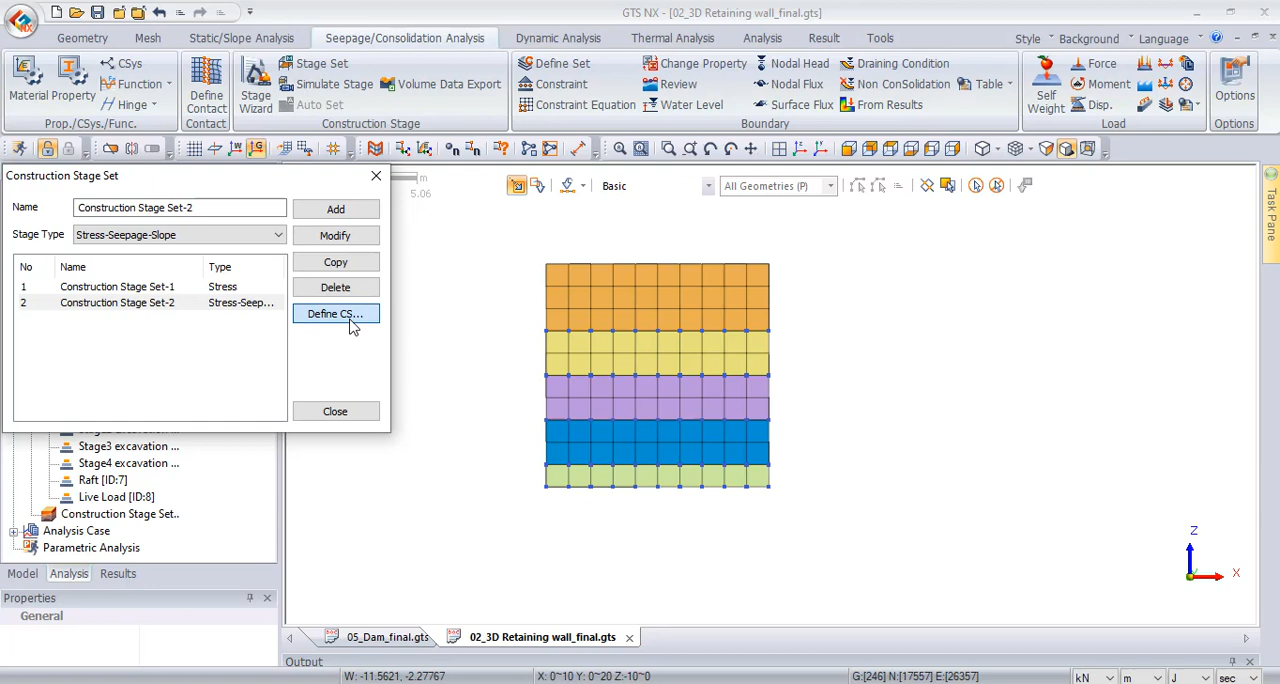 GTS NX - [02_3D Retaining wall_final.gts]
Geometry Mesh Static/Slope Analysis Seepage/Consolidation Analysis Dynamic Analysis Thermal Analysis Analysis Result Tools Style Background Language
CSys Stage Set Define Set Change Property Nodal Head Draining Condition Force
Material Property Function Define Contact Stage Wizard Simulate Stage Volume Data Export Constraint Review Nodal Flux Non ConSolidation Table Self Weight Moment Options
Hinge Auto Set Constraint Equation Water Level Surface Flux From Results Disp.
Prop./CSys./Func. Contact Construction Stage Boundary Load Options
Construction Stage Set
5.06
Basic All Geometries (P)
Task Pane
Name Construction Stage Set-2 Add
Stage Type Stress-Seepage-Slope Modify
No Name Type Copy
1 Construction Stage Set-1 Stress Delete
2 Construction Stage Set-2 Stress-Seep...
Define CS...
Close
Stage3 excavation ...
Stage4 excavation ...
Raft [ID:7]
Live Load [ID:8]
Construction Stage Set..
Analysis Case
Parametric Analysis
Model Analysis Results
Properties
General
Z
X
05_Dam_final.gts 02_3D Retaining wall_final.gts
Output
W: -11.5621, -2.27767 X: 0~10 Y: 0~20 Z:-10~0 G:[246] N:[17557] E:[26357] kN m J sec